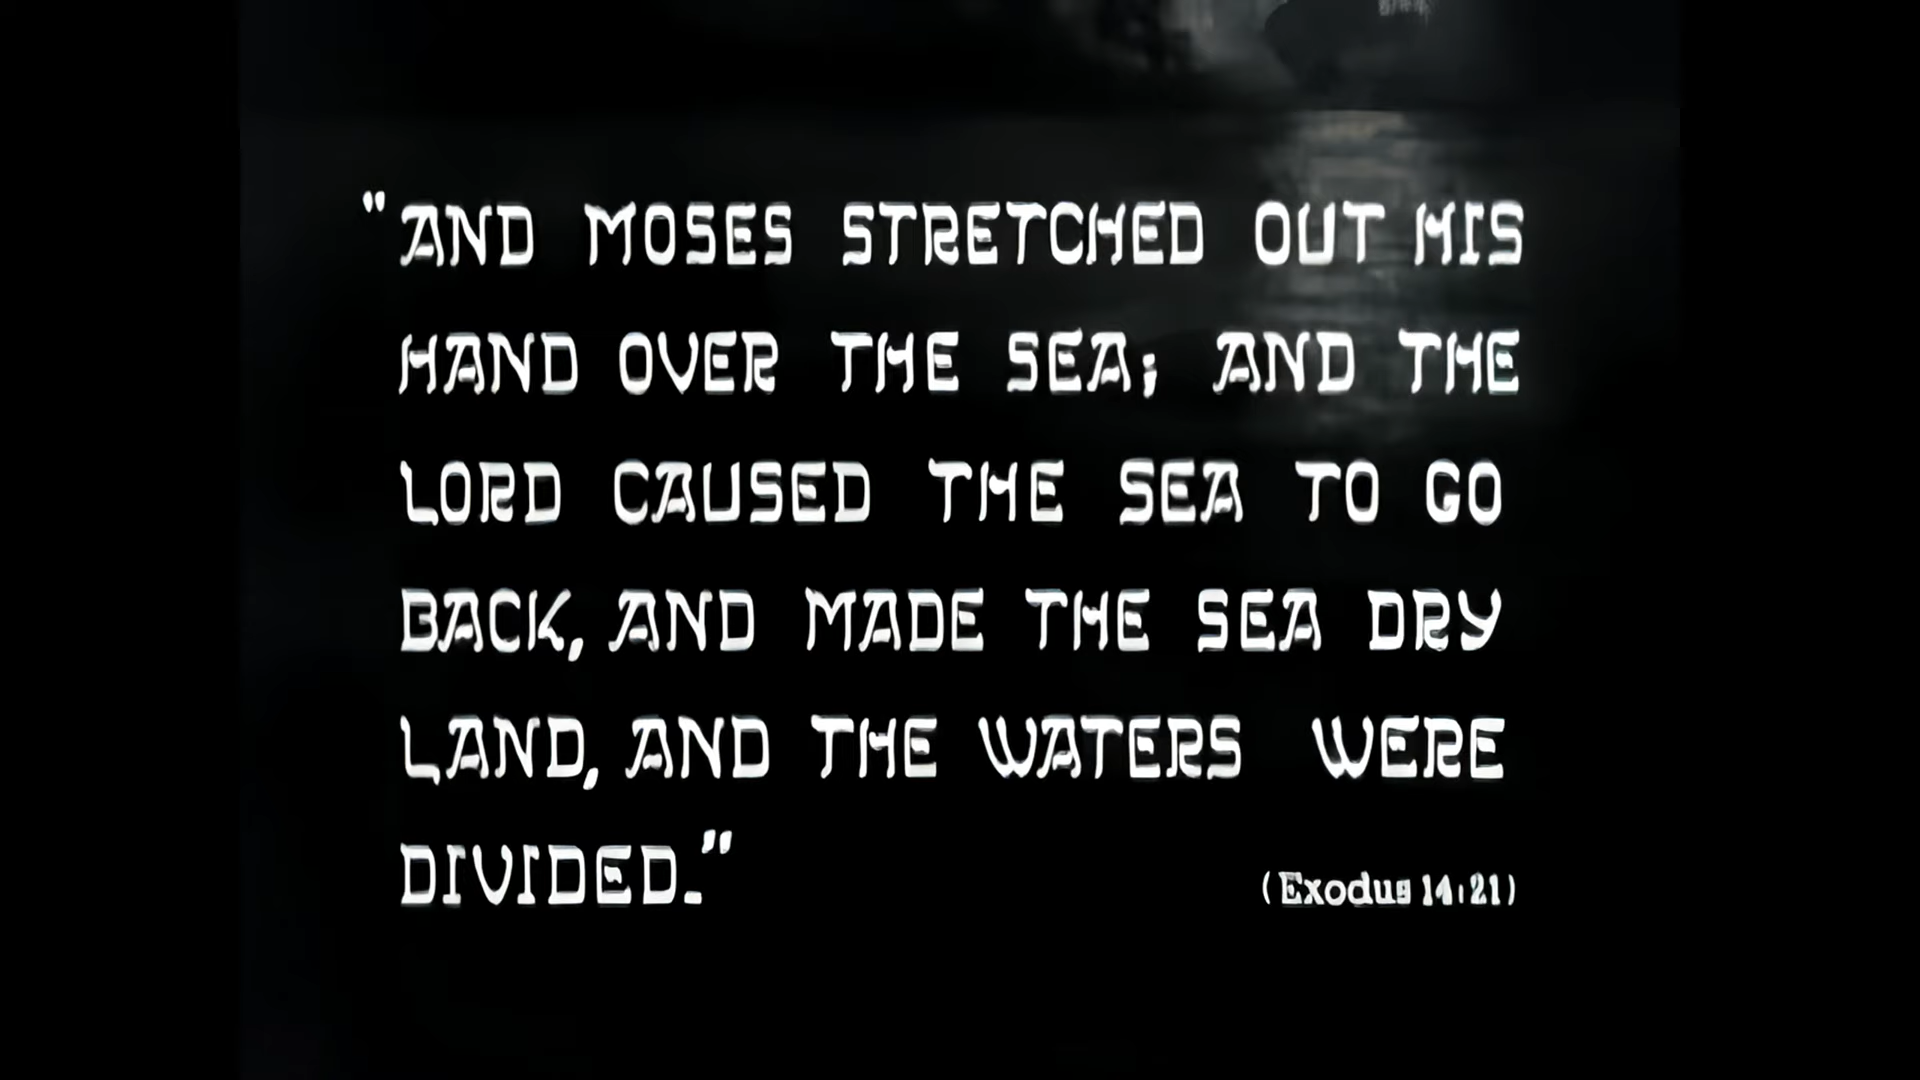 "AND MOSES STRETCHED OUT HIS
HAND OVER THE SEA; AND THE
LORD CAUSED THE SEA TO GO
BACK, AND MADE THE SEA DRY
LAND, AND THE WATERS WERE
DIVIDED."
(Exodus 14:21)